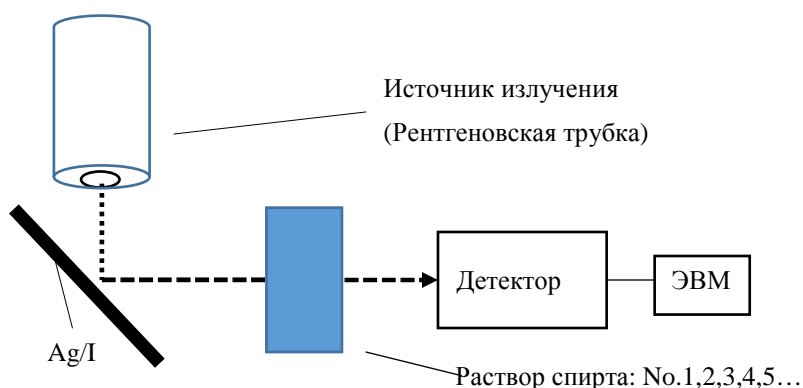 Источник излучения
(Рентгеновская трубка)
Детектор
ЭВМ
Ag/I
Раствор спирта: No.1,2,3,4,5…